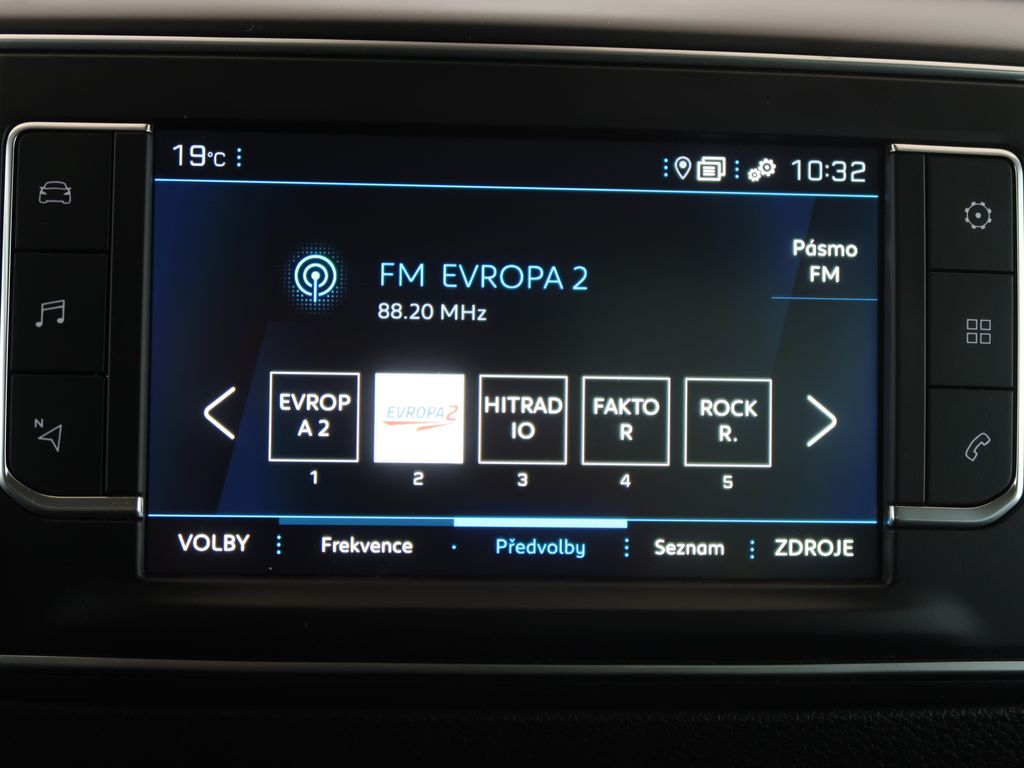 19°C
10:32
Pásmo
FM
FM EVROPA 2
88.20 MHz
EVROP
A 2
EVROPA2
HITRAD
IO
FAKTO
R
ROCK
R.
1
2
3
4
5
N
VOLBY
Frekvence
Předvolby
Seznam
ZDROJE